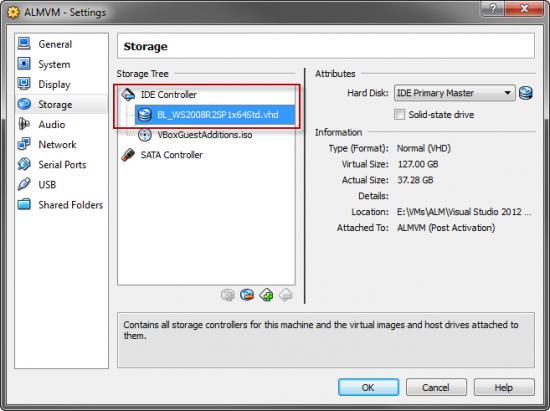 ALMVM - Settings
General
System
Display
Storage
Audio
Network
Serial Ports
USB
Shared Folders
Storage
Storage Tree
IDE Controller
BL_WS2008R2SP1x64Std.vhd
VBoxGuestAdditions.iso
SATA Controller
Attributes
Hard Disk: IDE Primary Master
Solid-state drive
Information
Type (Format): Normal (VHD)
Virtual Size: 127.00 GB
Actual Size: 37.28 GB
Details:
Location: E:\VMs\ALM\Visual Studio 2012 ...
Attached To: ALMVM (Post Activation)
Contains all storage controllers for this machine and the virtual images and host drives attached to
them.
OK Cancel Help